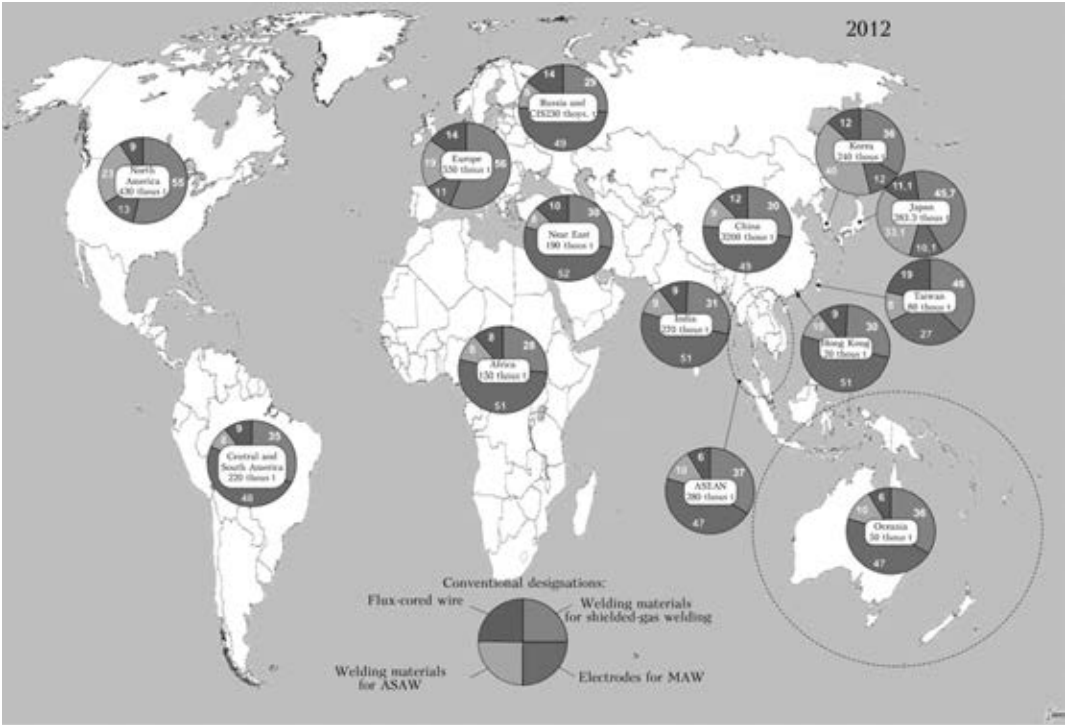 2012
14
29
Russia and
CIS230 thoys. t
49
9
North
America
430 thous t
23
55
13
14
Europe
550 thous t
19
56
11
12
Korea
240 thous t
36
40
12
11.1
45.7
Japan
283.3 thous t
33.1
10.1
10
30
Near East
190 thous t
52
12
30
9
China
3200 thous t
49
19
46
Taiwan
60 thous t
27
9
31
9
India
270 thous t
51
9
30
10
Hong Kong
20 thous t
51
8
28
Africa
150 thous t
51
9
35
Central and
South America
220 thous t
48
6
10
37
ASEAN
280 thous t
47
6
10
36
Oceania
50 thous t
47
Conventional designations:
Flux-cored wire
Welding materials
for shielded-gas welding
Welding materials
for ASAW
Electrodes for MAW